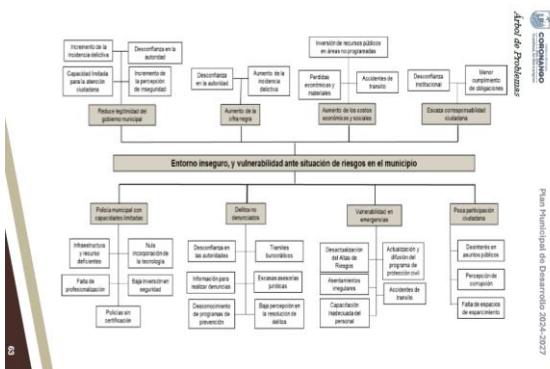 CORONANGO
Árbol de Problemas
Plan Municipal de Desarrollo 2024-2027
Incremento de la
incidencia delictiva
Desconfianza en la
autoridad
Capacidad limitada
para la atención
ciudadana
Incremento de
la percepción
de inseguridad
Reduce legitimidad del
gobierno municipal
Desconfianza
en la autoridad
Aumento de la
incidencia
delictiva
Aumento de la
cifra negra
Inversión de recursos públicos
en áreas no programadas
Perdidas
económicas y
materiales
Accidentes de
transito
Aumento de los costos
económicos y sociales
Desconfianza
Institucional
Menor
cumplimiento
de obligaciones
Escaza corresponsabilidad
ciudadana
Entorno inseguro, y vulnerabilidad ante situación de riesgos en el municipio
Policía municipal con
capacidades limitadas
Infraestructura
y recurso
deficientes
Nula
incorporación de
la tecnología
Falta de
profesionalización
Baja inversión en
seguridad
Policías sin
certificación
Delitos no
denunciados
Desconfianza en
las autoridades
Tramites
burocráticos
Información para
realizar denuncias
Escasas asesorías
jurídicas
Desconocimiento
de programas de
prevención
Baja percepción en
la resolución de
delitos
Vulnerabilidad en
emergencias
Desactualización
del Atlas de
Riesgos
Actualización y
difusión del
programa de
protección civil
Asentamientos
irregulares
Accidentes de
transito
Capacitación
inadecuada del
personal
Poca participación
ciudadana
Desinterés en
asuntos públicos
Percepción de
corrupción
Falta de espacios
de esparcimiento
63